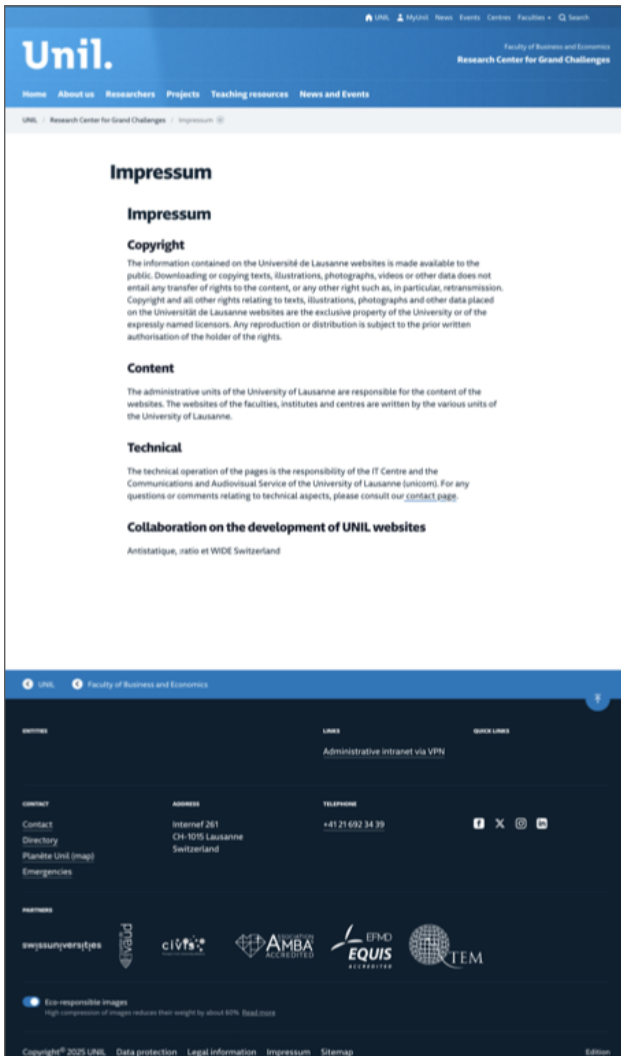 UNIL MyUnil News Events Centres Faculties Search
Unil.
Faculty of Business and Economics
Research Center for Grand Challenges
Home About us Researchers Projects Teaching resources News and Events
UNIL / Research Center for Grand Challenges / Impressum
Impressum
Impressum
Copyright
The information contained on the Université de Lausanne websites is made available to the
public. Downloading or copying texts, illustrations, photographs, videos or other data does not
entail any transfer of rights to the content, or any other right such as, in particular, retransmission.
Copyright and all other rights relating to texts, illustrations, photographs and other data placed
on the Universität de Lausanne websites are the exclusive property of the University or of the
expressly named licensors. Any reproduction or distribution is subject to the prior written
authorisation of the holder of the rights.
Content
The administrative units of the University of Lausanne are responsible for the content of the
websites. The websites of the faculties, institutes and centres are written by the various units of
the University of Lausanne.
Technical
The technical operation of the pages is the responsibility of the IT Centre and the
Communications and Audiovisual Service of the University of Lausanne (unicom). For any
questions or comments relating to technical aspects, please consult our contact page.
Collaboration on the development of UNIL websites
Antistatique, :ratio et WIDE Switzerland
UNIL Faculty of Business and Economics
ENTITIES LINKS QUICK LINKS
Administrative intranet via VPN
CONTACT ADDRESS TELEPHONE
Contact Internef 261 +41 21 692 34 39
Directory CH-1015 Lausanne
Planète Unil (map) Switzerland
Emergencies
PARTNERS
swissuniversities
civis
ASSOCIATION
AMBA
ACCREDITED
EFMD
EQUIS
ACCREDITED
QTEM
Eco-responsible images
High compression of images reduces their weight by about 60%. Read more
Copyright© 2025 UNIL Data protection Legal information Impressum Sitemap Edition